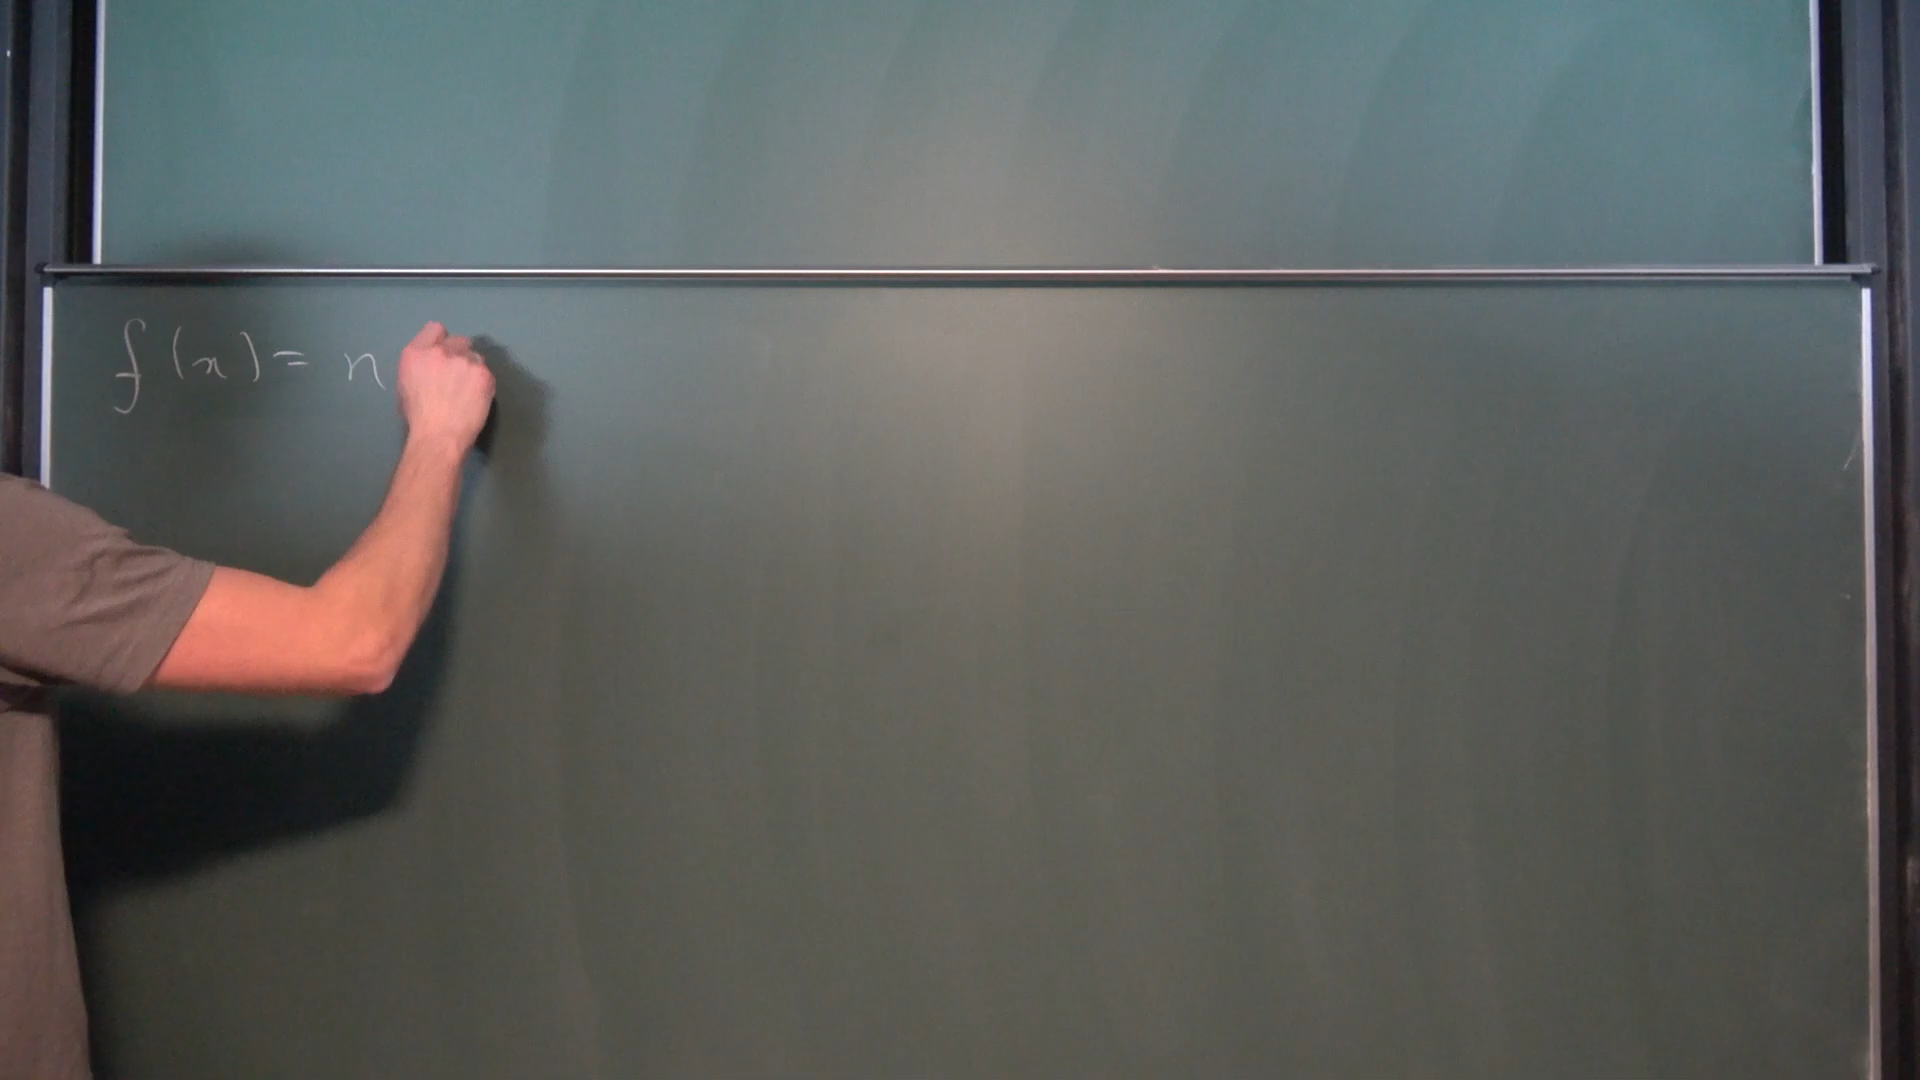 f(x) = n